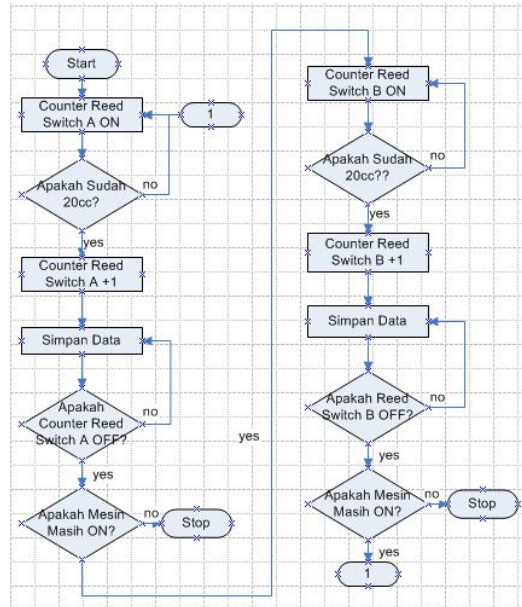 Start
Counter Reed
Switch A ON
1
Apakah Sudah
20cc?
no
yes
Counter Reed
Switch A +1
Simpan Data
Apakah
Counter Reed
Switch A OFF?
no
yes
Apakah Mesin
Masih ON?
no
Stop
yes
Counter Reed
Switch B ON
Apakah Sudah
20cc??
no
yes
Counter Reed
Switch B +1
Simpan Data
Apakah Reed
Switch B OFF?
no
yes
Apakah Mesin
Masih ON?
no
Stop
yes
1